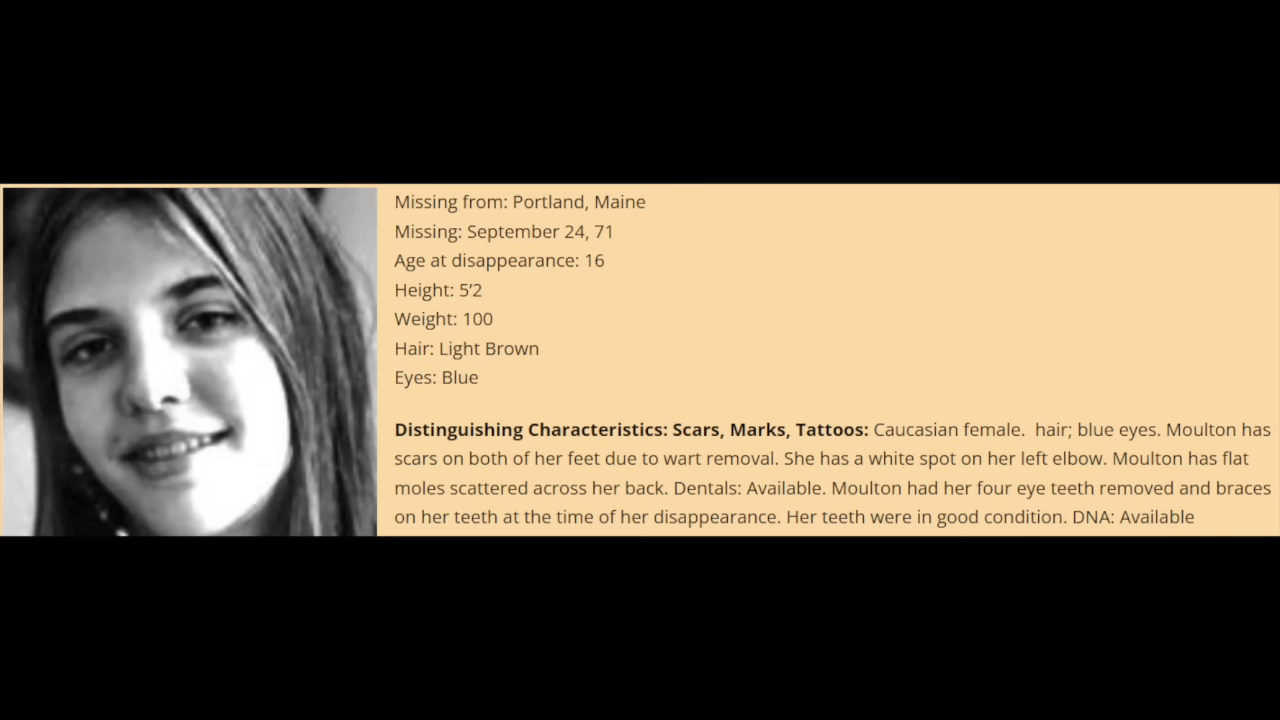 Missing from: Portland, Maine
Missing: September 24, 71
Age at disappearance: 16
Height: 5’2
Weight: 100
Hair: Light Brown
Eyes: Blue
Distinguishing Characteristics: Scars, Marks, Tattoos: Caucasian female.  hair; blue eyes. Moulton has
scars on both of her feet due to wart removal. She has a white spot on her left elbow. Moulton has flat
moles scattered across her back. Dentals: Available. Moulton had her four eye teeth removed and braces
on her teeth at the time of her disappearance. Her teeth were in good condition. DNA: Available